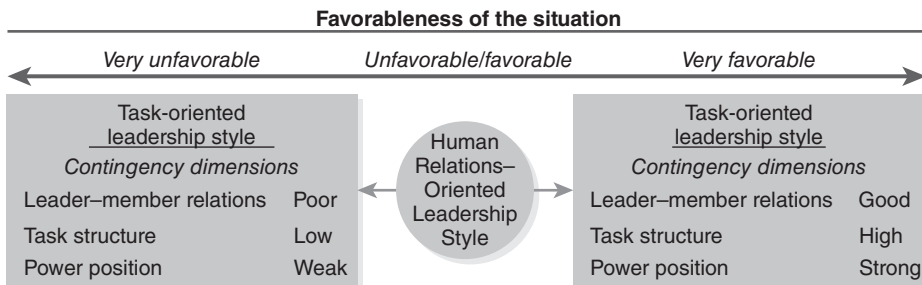 Favorableness of the situation
Very unfavorable
Unfavorable/favorable
Very favorable
Task-oriented
leadership style
Contingency dimensions
Leader–member relations Poor
Task structure Low
Power position Weak
Human
Relations–
Oriented
Leadership
Style
Task-oriented
leadership style
Contingency dimensions
Leader–member relations Good
Task structure High
Power position Strong